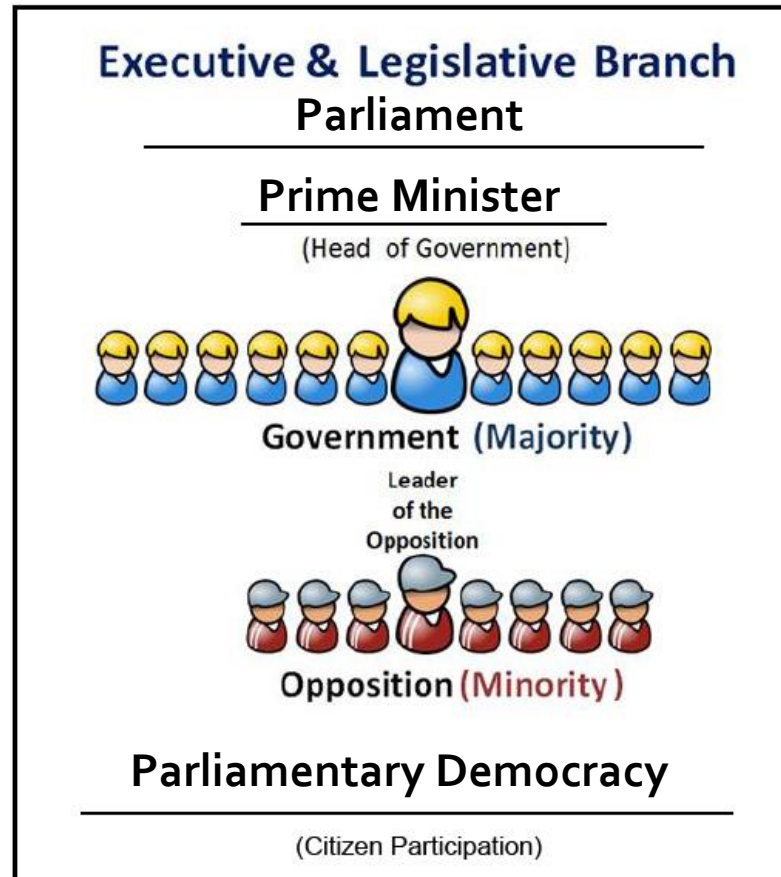 Executive & Legislative Branch
Parliament
Prime Minister
(Head of Government)
Government (Majority)
Leader
of the
Opposition
Opposition (Minority)
Parliamentary Democracy
(Citizen Participation)